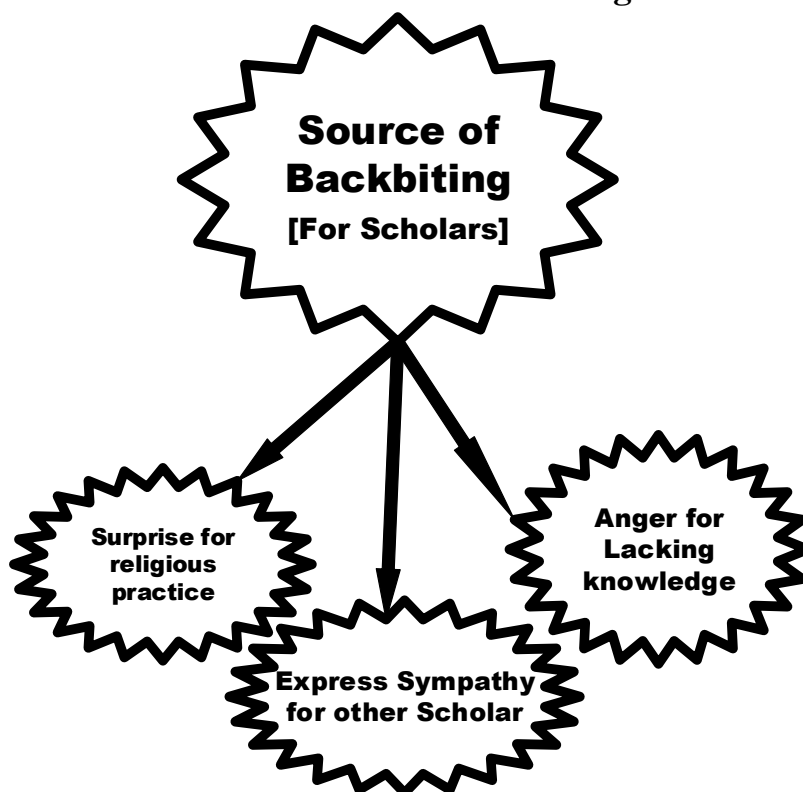 Source of
Backbiting
[For Scholars]
Surprise for
religious
practice
Express Sympathy
for other Scholar
Anger for
Lacking
knowledge